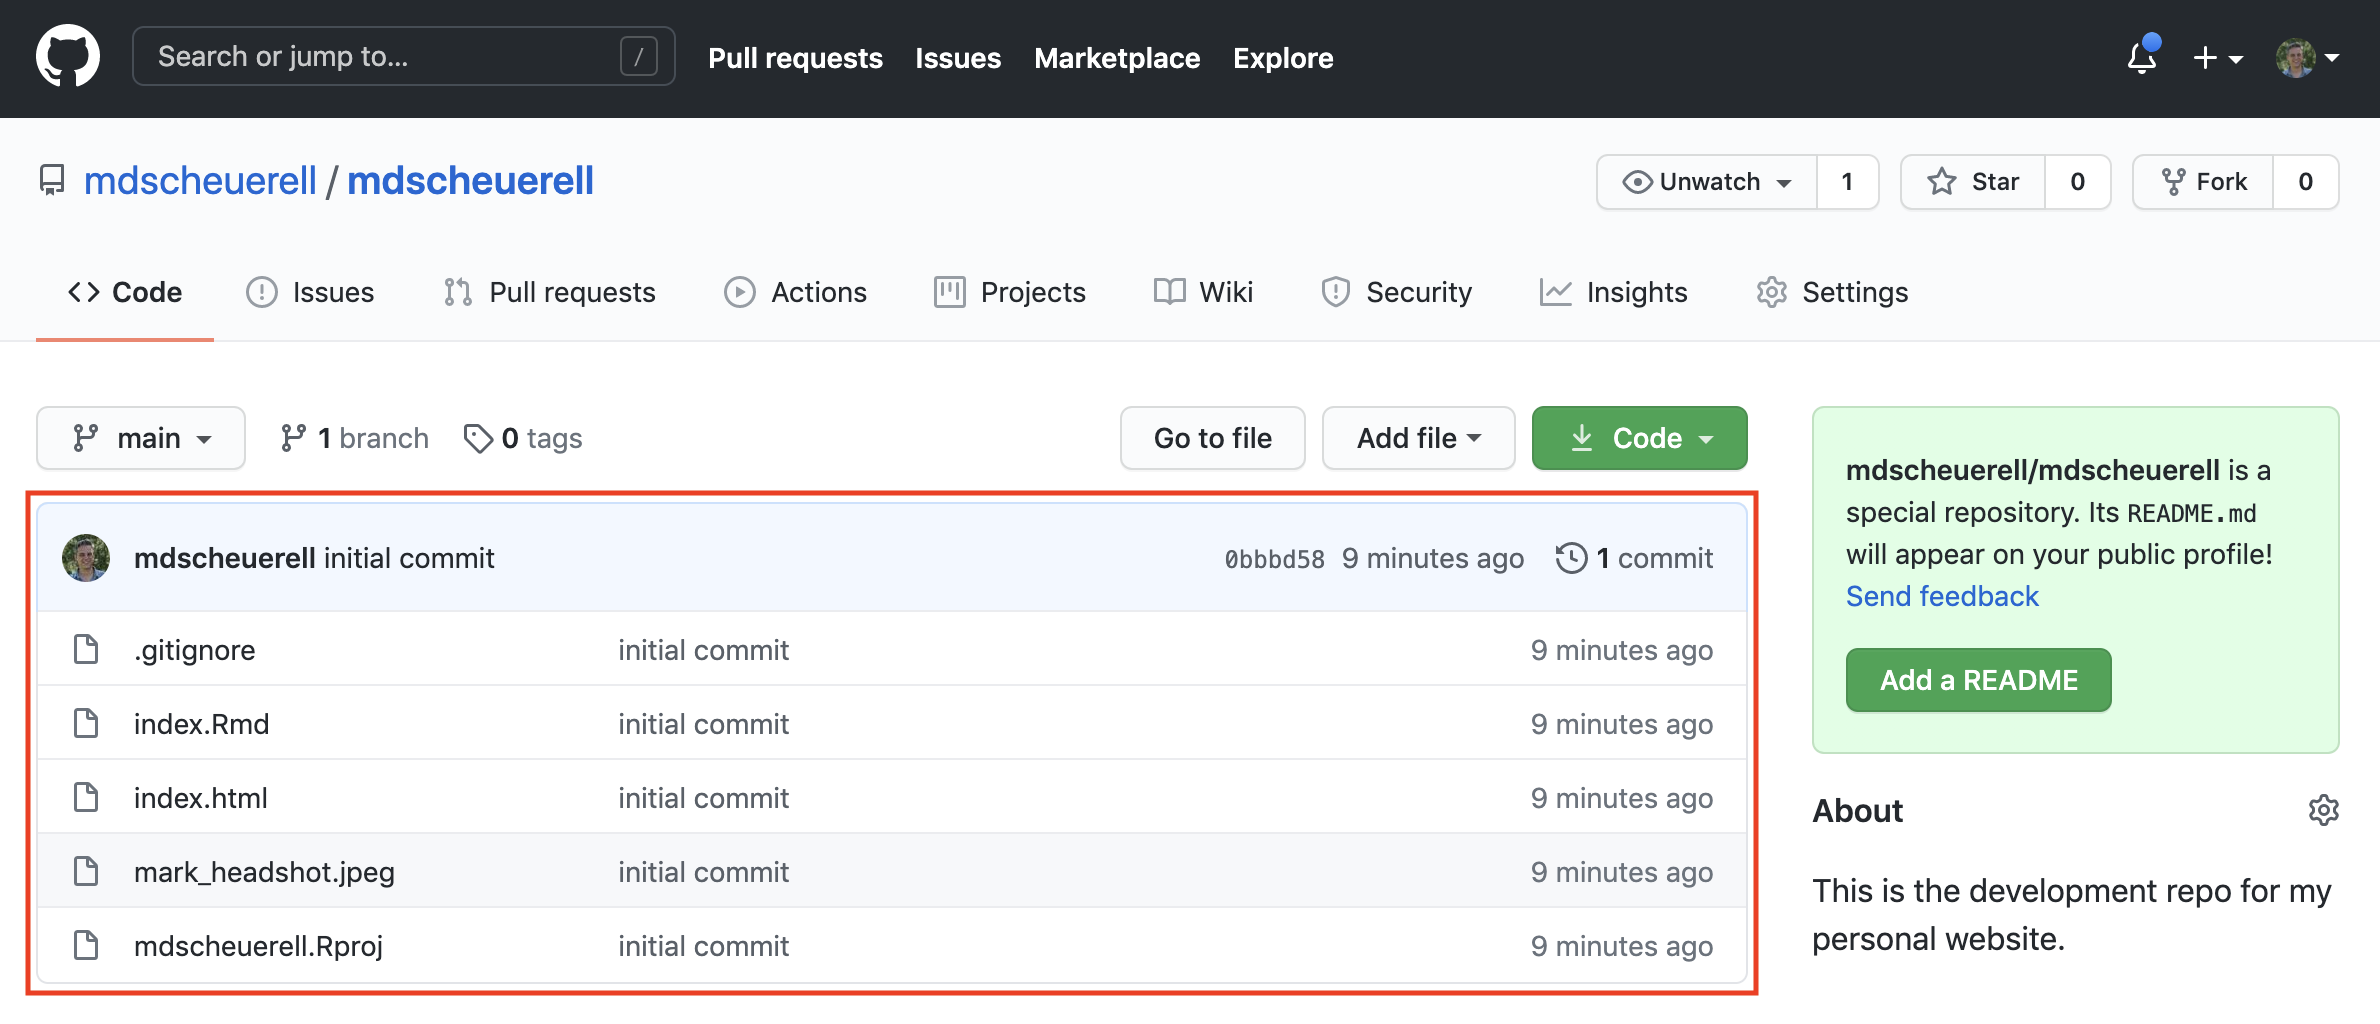 Search or jump to... /
Pull requests Issues Marketplace Explore
mdscheuerell / mdscheuerell
Unwatch 1 Star 0 Fork 0
Code Issues Pull requests Actions Projects Wiki Security Insights Settings
main 1 branch 0 tags
Go to file Add file Code
mdscheuerell initial commit 0bbbd58 9 minutes ago 1 commit
.gitignore initial commit 9 minutes ago
index.Rmd initial commit 9 minutes ago
index.html initial commit 9 minutes ago
mark_headshot.jpeg initial commit 9 minutes ago
mdscheuerell.Rproj initial commit 9 minutes ago
mdscheuerell/mdscheuerell is a
special repository. Its README.md
will appear on your public profile!
Send feedback
Add a README
About
This is the development repo for my
personal website.